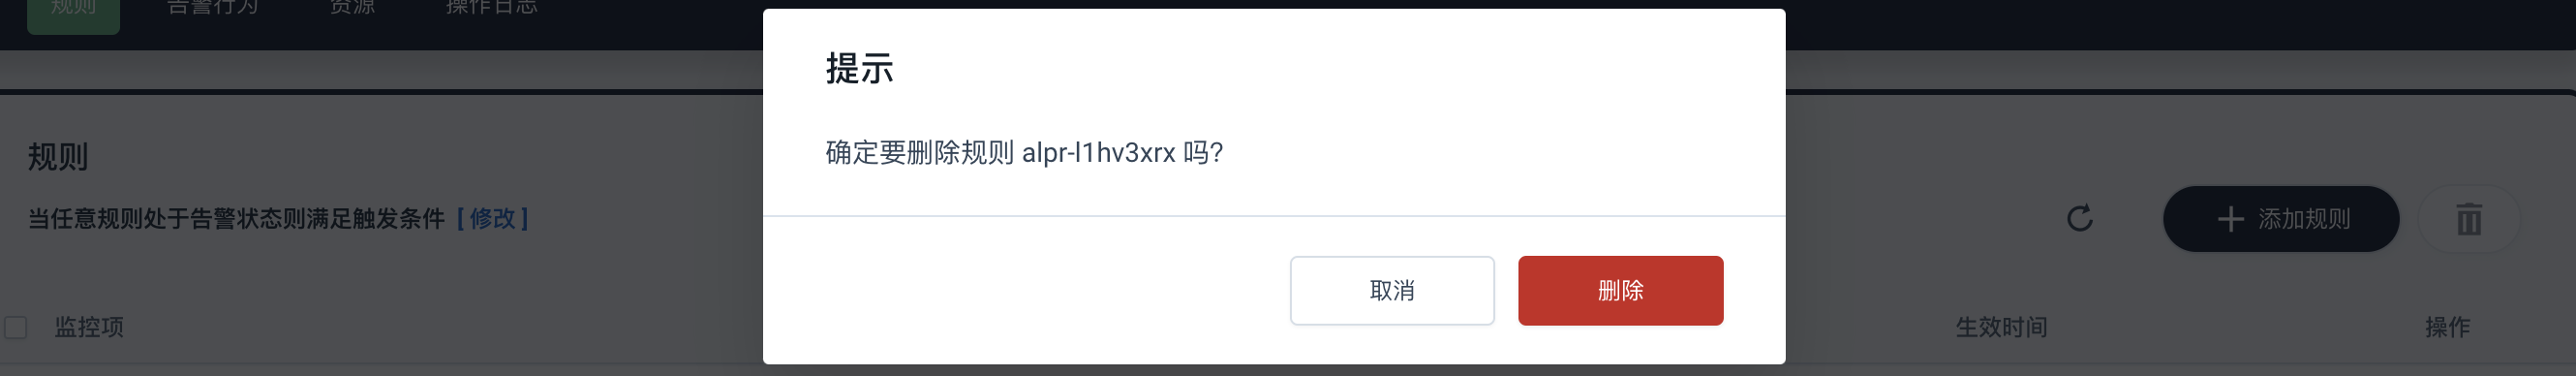 规则 告警行为 资源 操作日志
提示
确定要删除规则 alpr-l1hv3xrx 吗?
取消 删除
规则
当任意规则处于告警状态则满足触发条件 [ 修改 ]
添加规则
监控项 生效时间 操作